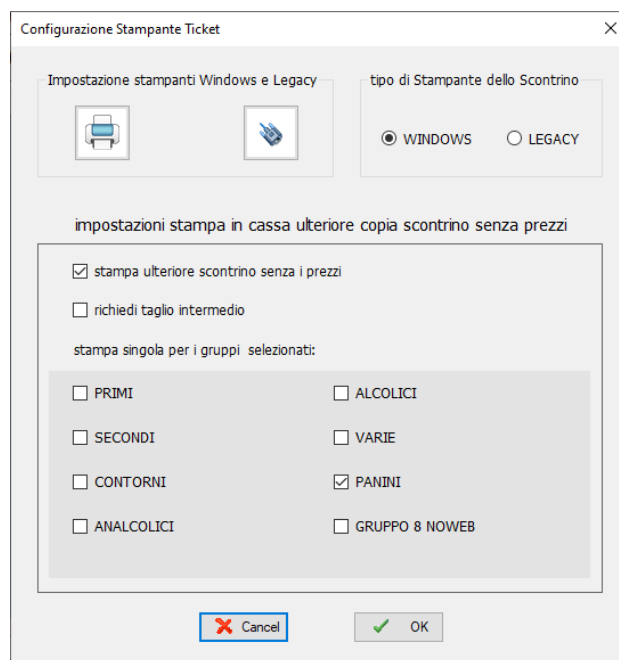 Configurazione Stampante Ticket
Impostazione stampanti Windows e Legacy
tipo di Stampante dello Scontrino
WINDOWS
LEGACY
impostazioni stampa in cassa ulteriore copia scontrino senza prezzi
stampa ulteriore scontrino senza i prezzi
richiedi taglio intermedio
stampa singola per i gruppi selezionati:
PRIMI
ALCOLICI
SECONDI
VARIE
CONTORNI
PANINI
ANALCOLICI
GRUPPO 8 NOWEB
Cancel
OK